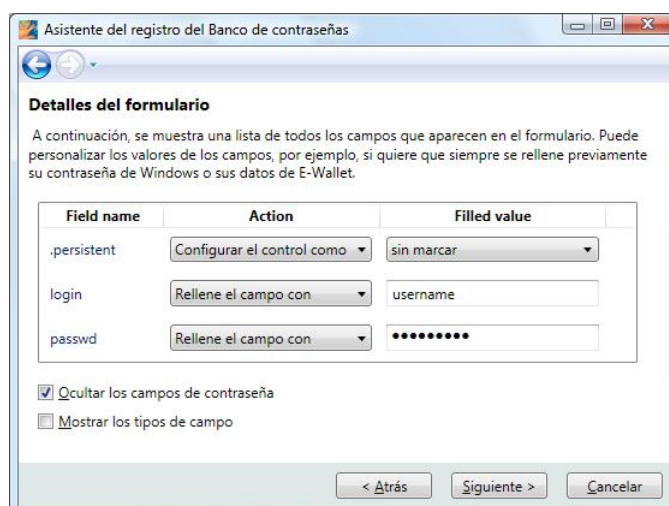 Asistente del registro del Banco de contraseñas
Detalles del formulario
A continuación, se muestra una lista de todos los campos que aparecen en el formulario. Puede
personalizar los valores de los campos, por ejemplo, si quiere que siempre se rellene previamente
su contraseña de Windows o sus datos de E-Wallet.
Field name Action Filled value
.persistent Configurar el control como sin marcar
login Rellene el campo con username
passwd Rellene el campo con •••••••••
Ocultar los campos de contraseña
Mostrar los tipos de campo
< Atrás Siguiente > Cancelar